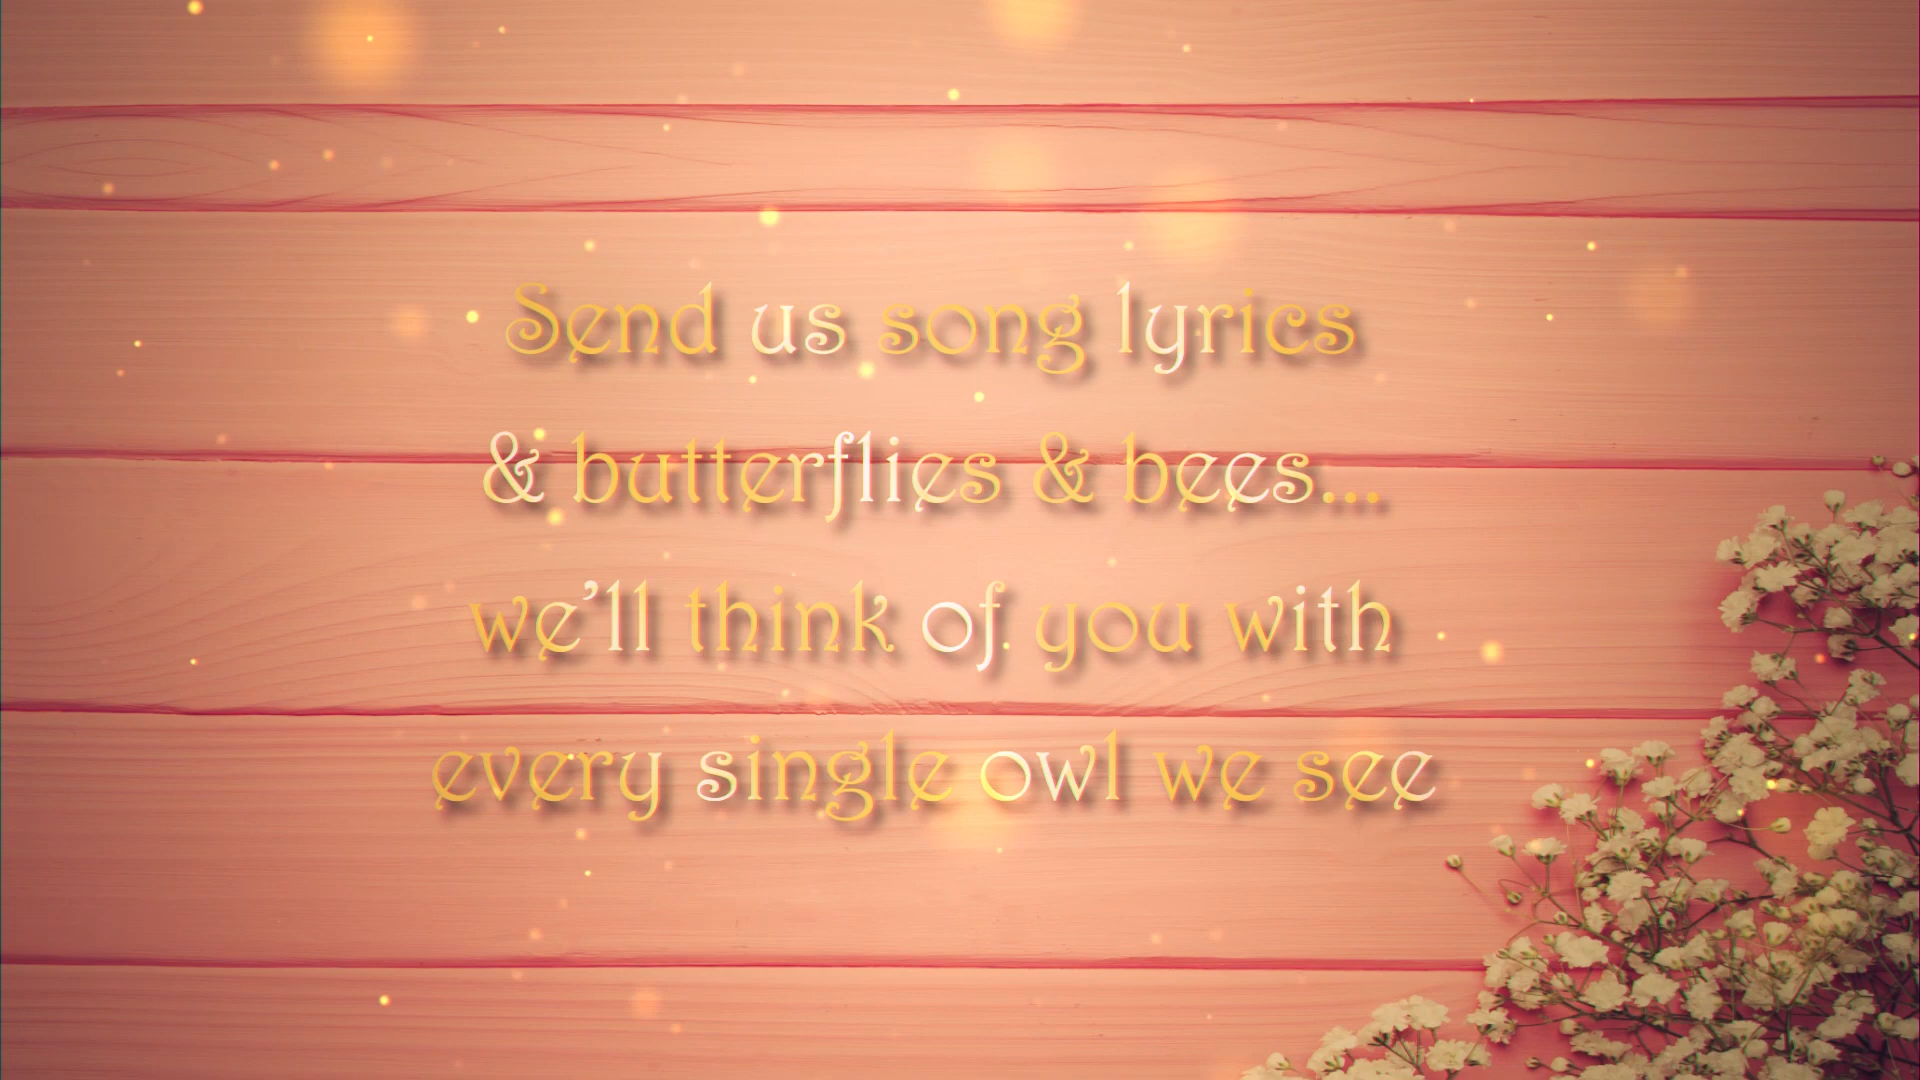 Send us song lyrics
& butterflies & bees...
we'll think of you with
every single owl we see